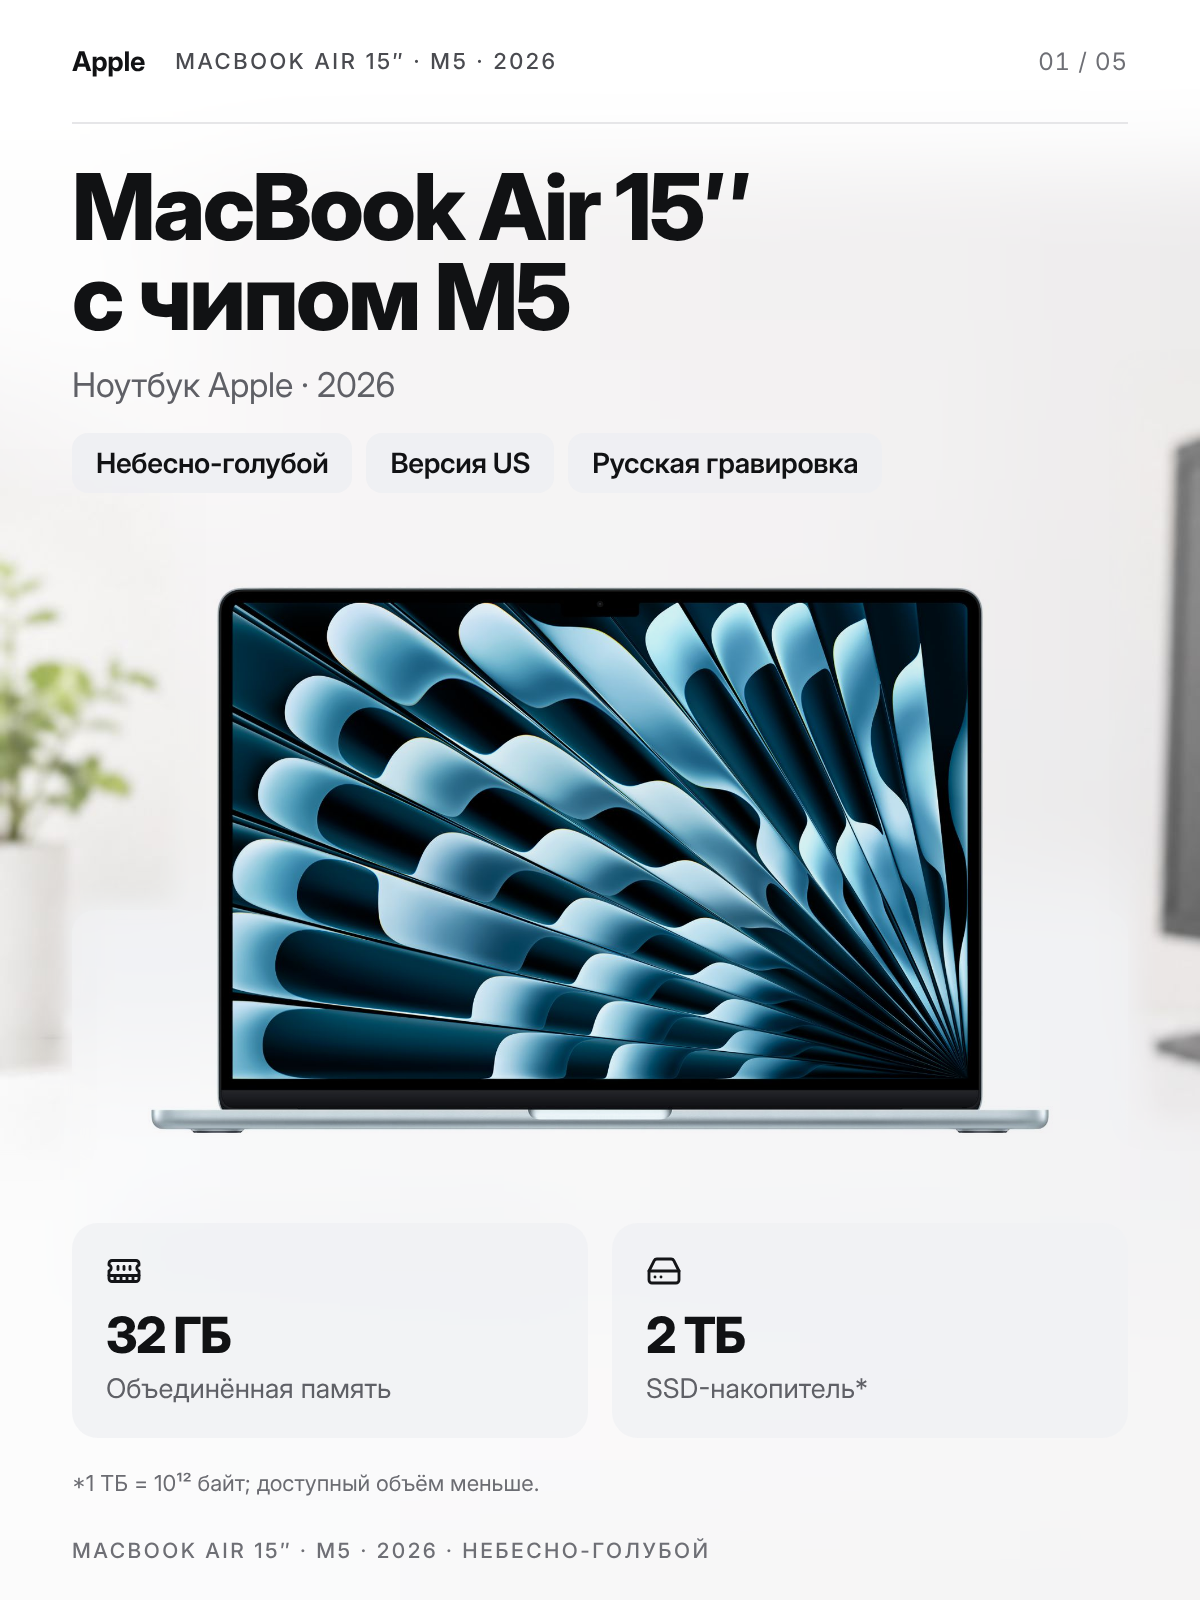 Apple MACBOOK AIR 15″ · M5 · 2026 01 / 05
MacBook Air 15″
с чипом M5
Ноутбук Apple · 2026
Небесно-голубой Версия US Русская гравировка
32 ГБ 2 ТБ
Объединённая память SSD-накопитель*
*1 ТБ = 10¹² байт; доступный объём меньше.
MACBOOK AIR 15″ · M5 · 2026 · НЕБЕСНО-ГОЛУБОЙ